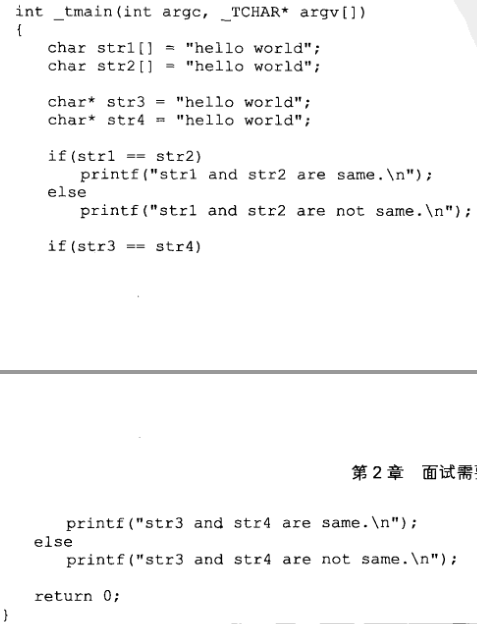 int _tmain(int argc, _TCHAR* argv[])
{
    char str1[] = "hello world";
    char str2[] = "hello world";

    char* str3 = "hello world";
    char* str4 = "hello world";

    if(str1 == str2)
        printf("str1 and str2 are same.\n");
    else
        printf("str1 and str2 are not same.\n");

    if(str3 == str4)

第 2 章 面试需

        printf("str3 and str4 are same.\n");
    else
        printf("str3 and str4 are not same.\n");

    return 0;
}